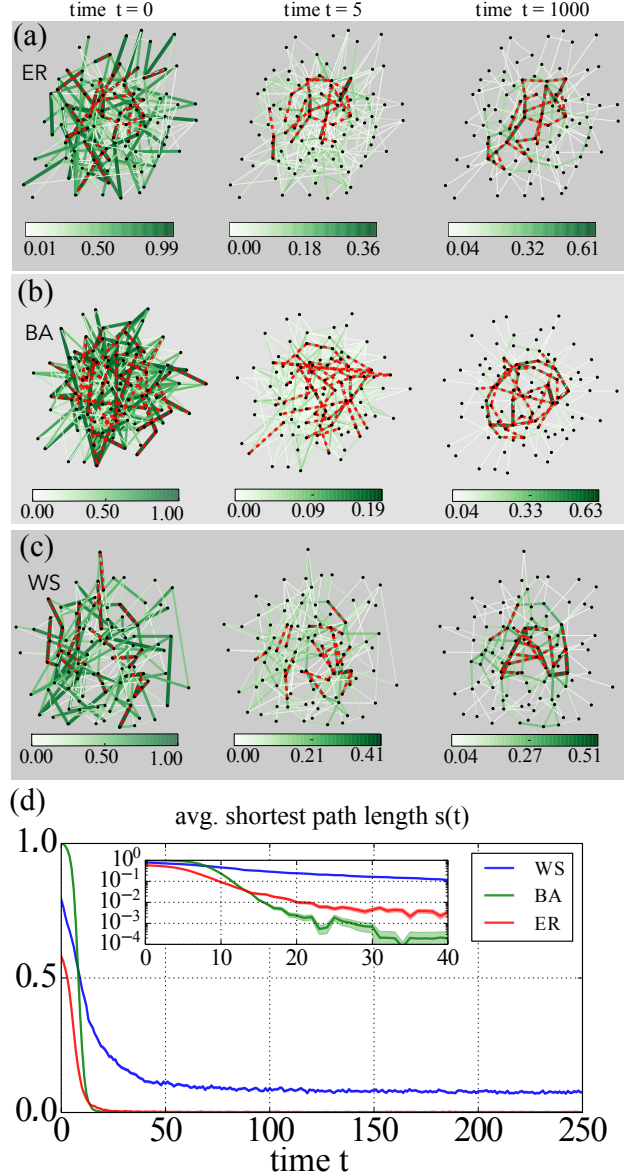 time t = 0 time t = 5 time t = 1000
(a)
ER
0.01 0.50 0.99 0.00 0.18 0.36 0.04 0.32 0.61
(b)
BA
0.00 0.50 1.00 0.00 0.09 0.19 0.04 0.33 0.63
(c)
WS
0.00 0.50 1.00 0.00 0.21 0.41 0.04 0.27 0.51
(d)
avg. shortest path length s(t)
1.0
0.5
0.0
0 50 100 150 200 250
time t
10^0
10^-1
10^-2
10^-3
10^-4
0 10 20 30 40
WS
BA
ER